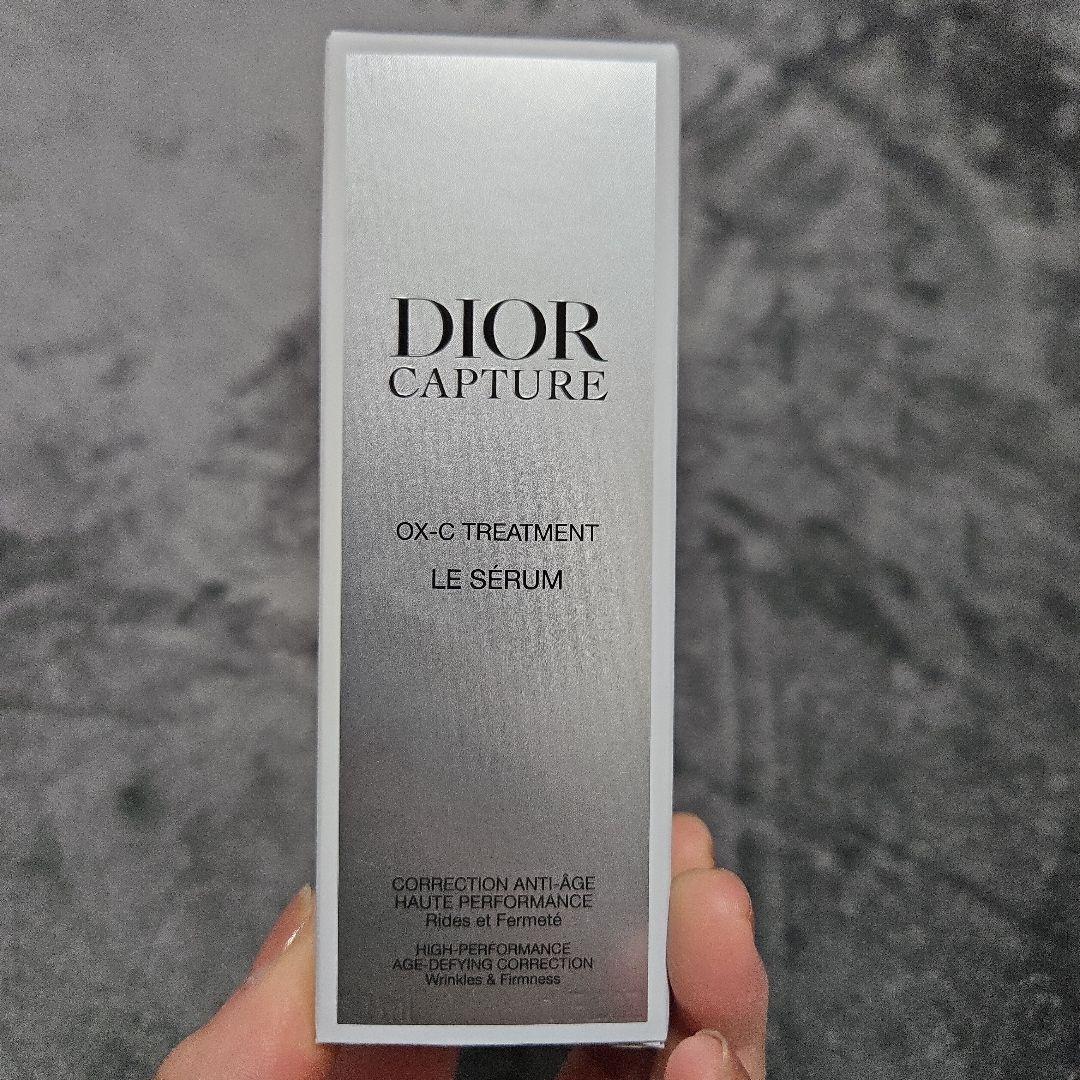 DIOR
CAPTURE
OX-C TREATMENT
LE SÉRUM
CORRECTION ANTI-ÂGE
HAUTE PERFORMANCE
Rides et Fermeté
HIGH-PERFORMANCE
AGE-DEFYING CORRECTION
Wrinkles & Firmness